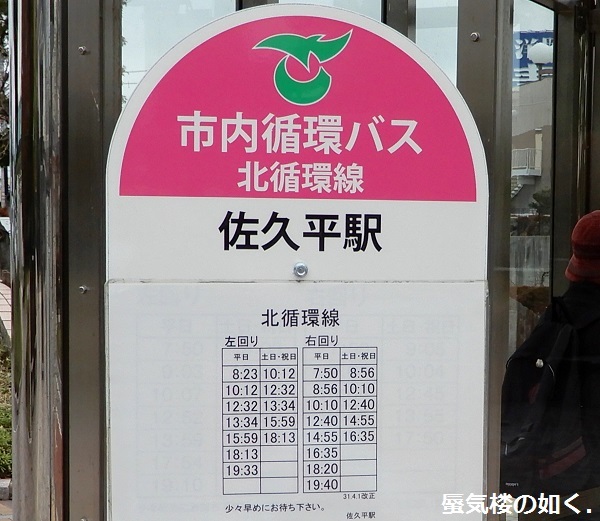 市内循環バス
北循環線
佐久平駅
北循環線
左回り 右回り
平日 土日・祝日 平日 土日・祝日
8:23 10:12 7:50 8:56
10:12 12:32 8:56 10:10
12:32 13:34 10:10 12:40
13:34 15:59 12:40 14:55
15:59 18:13 14:55 16:35
18:13 16:35
19:33 18:20
19:40
31.4.1改正
少々早めにお待ち下さい。 佐久平駅
蜃気楼の如く.